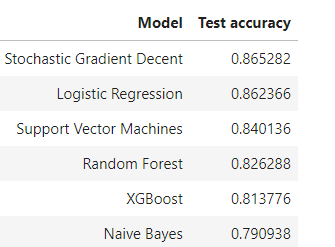 Model Test accuracy
Stochastic Gradient Decent 0.865282
Logistic Regression 0.862366
Support Vector Machines 0.840136
Random Forest 0.826288
XGBoost 0.813776
Naive Bayes 0.790938